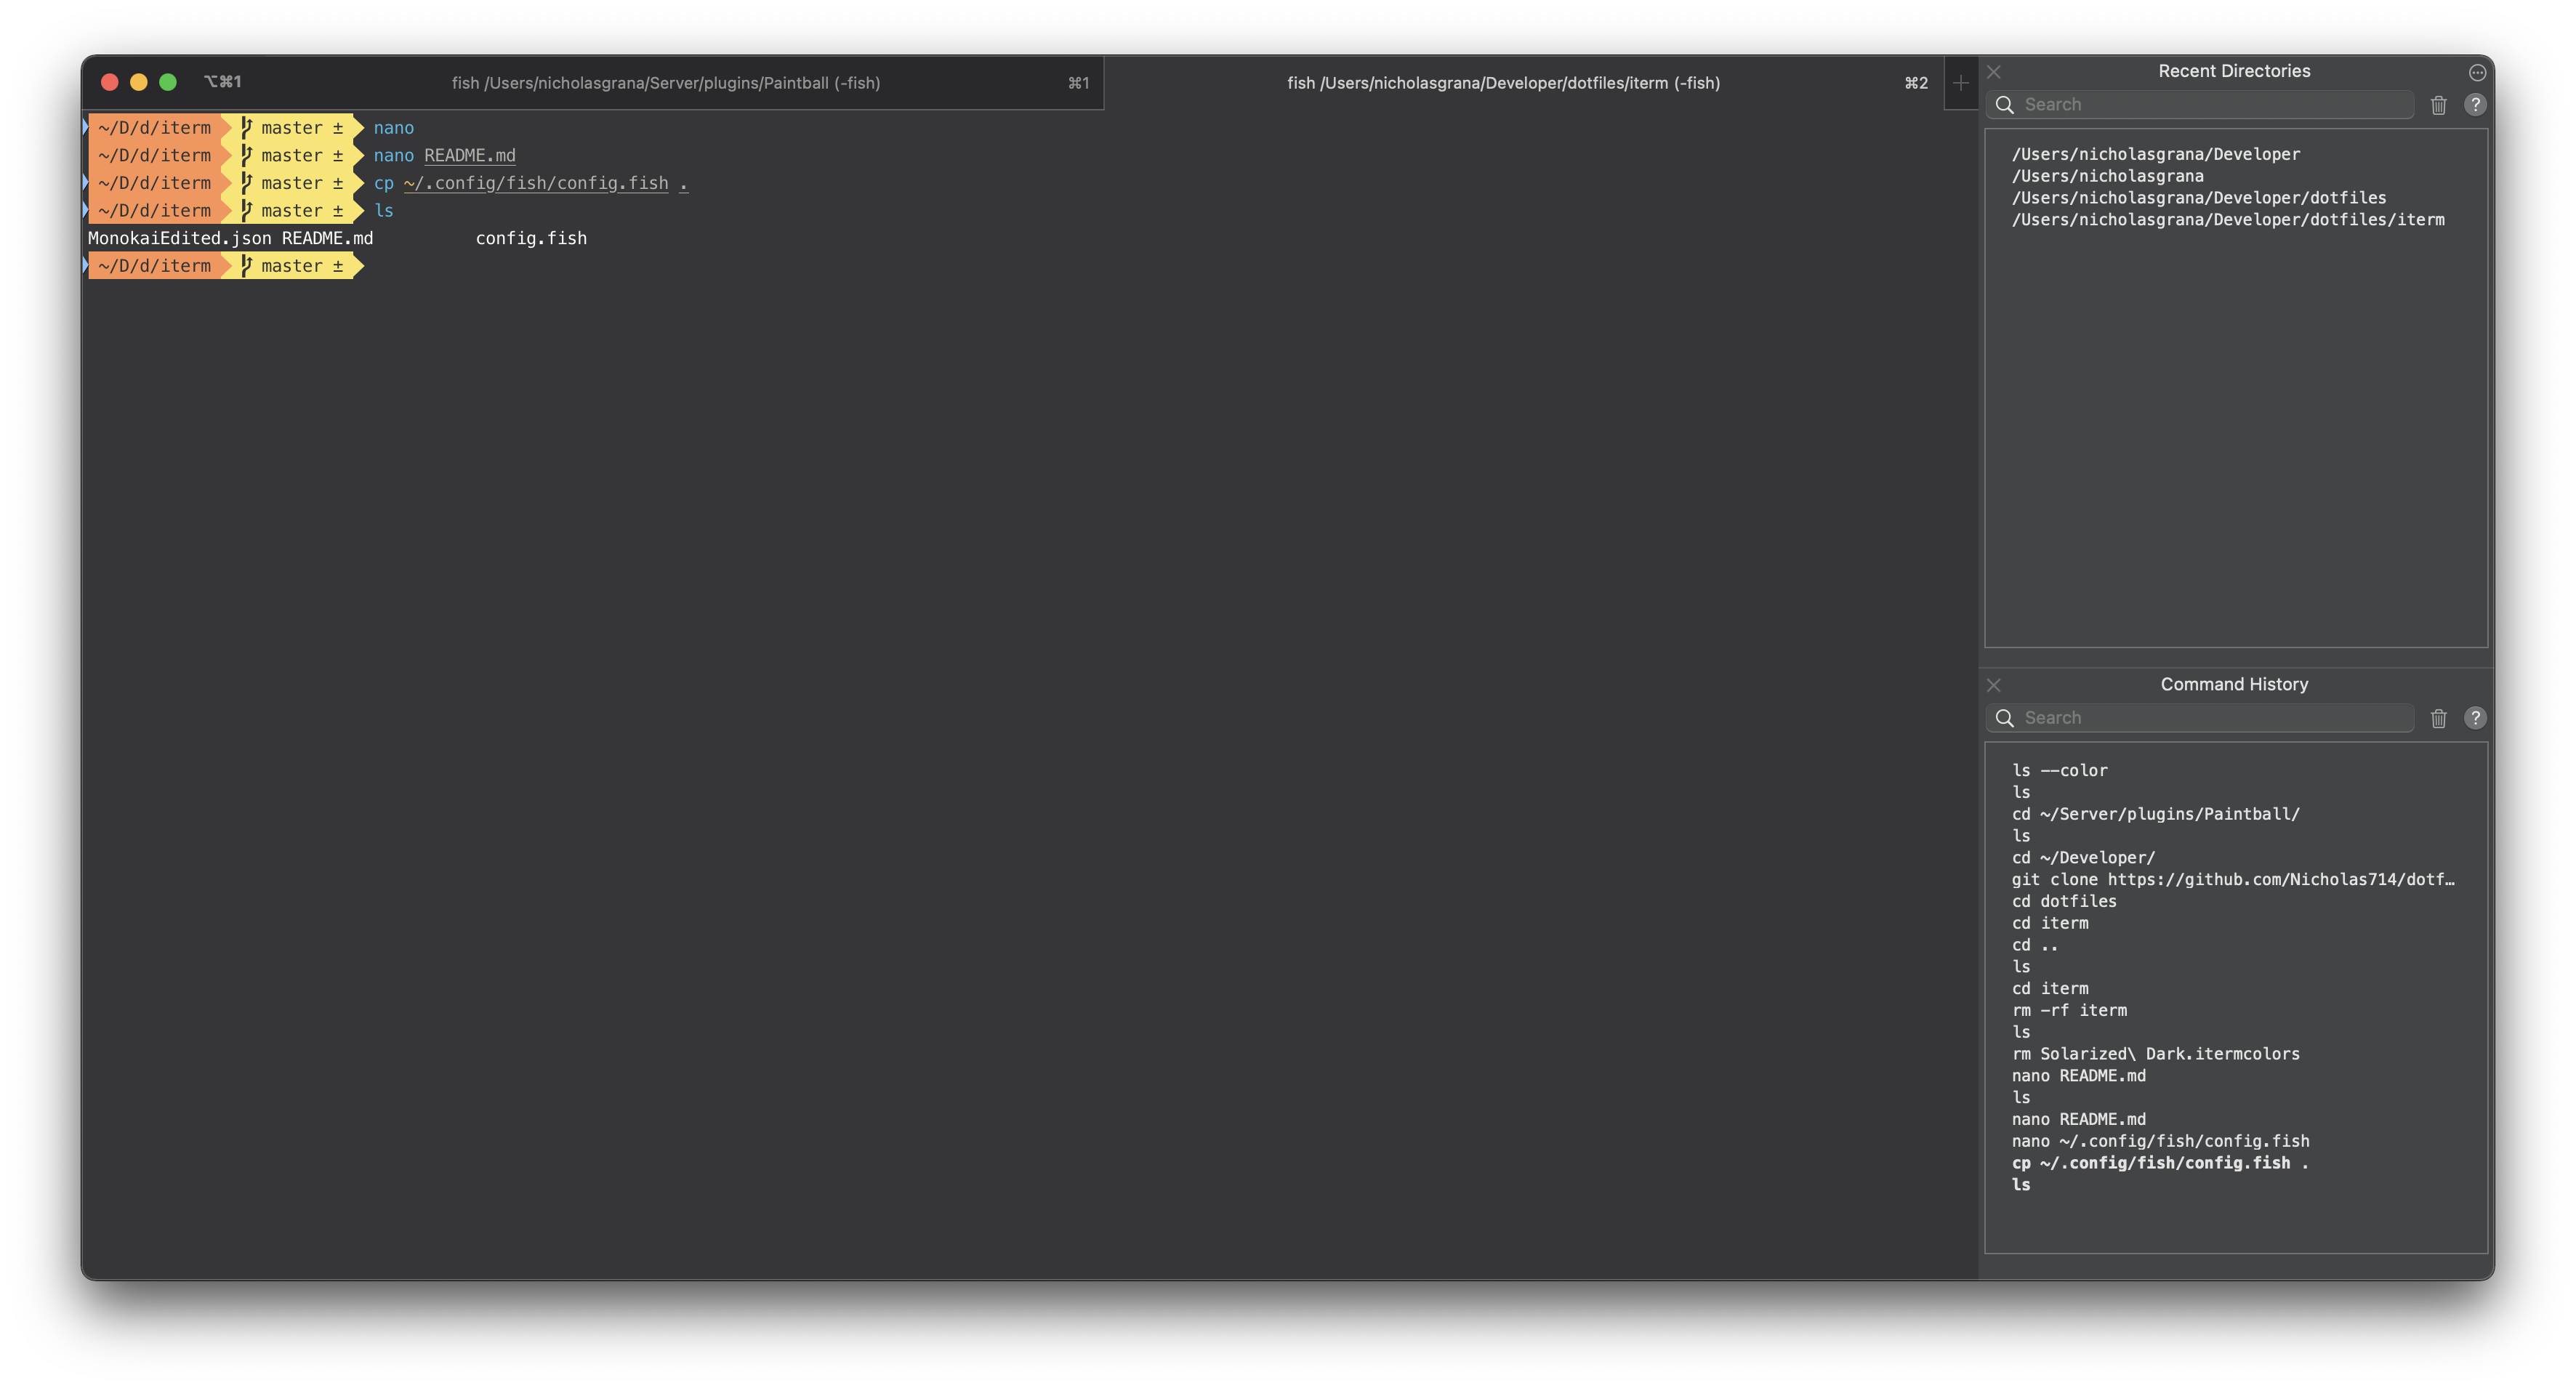 ⌥⌘1 fish /Users/nicholasgrana/Server/plugins/Paintball (-fish) ⌘1 fish /Users/nicholasgrana/Developer/dotfiles/iterm (-fish) ⌘2
~/D/d/iterm master ± nano
~/D/d/iterm master ± nano README.md
~/D/d/iterm master ± cp ~/.config/fish/config.fish .
~/D/d/iterm master ± ls
MonokaiEdited.json README.md config.fish
~/D/d/iterm master ±
Recent Directories
Search
/Users/nicholasgrana/Developer
/Users/nicholasgrana
/Users/nicholasgrana/Developer/dotfiles
/Users/nicholasgrana/Developer/dotfiles/iterm
Command History
Search
ls --color
ls
cd ~/Server/plugins/Paintball/
ls
cd ~/Developer/
git clone https://github.com/Nicholas714/dotf…
cd dotfiles
cd iterm
cd ..
ls
cd iterm
rm -rf iterm
ls
rm Solarized\ Dark.itermcolors
nano README.md
ls
nano README.md
nano ~/.config/fish/config.fish
cp ~/.config/fish/config.fish .
ls